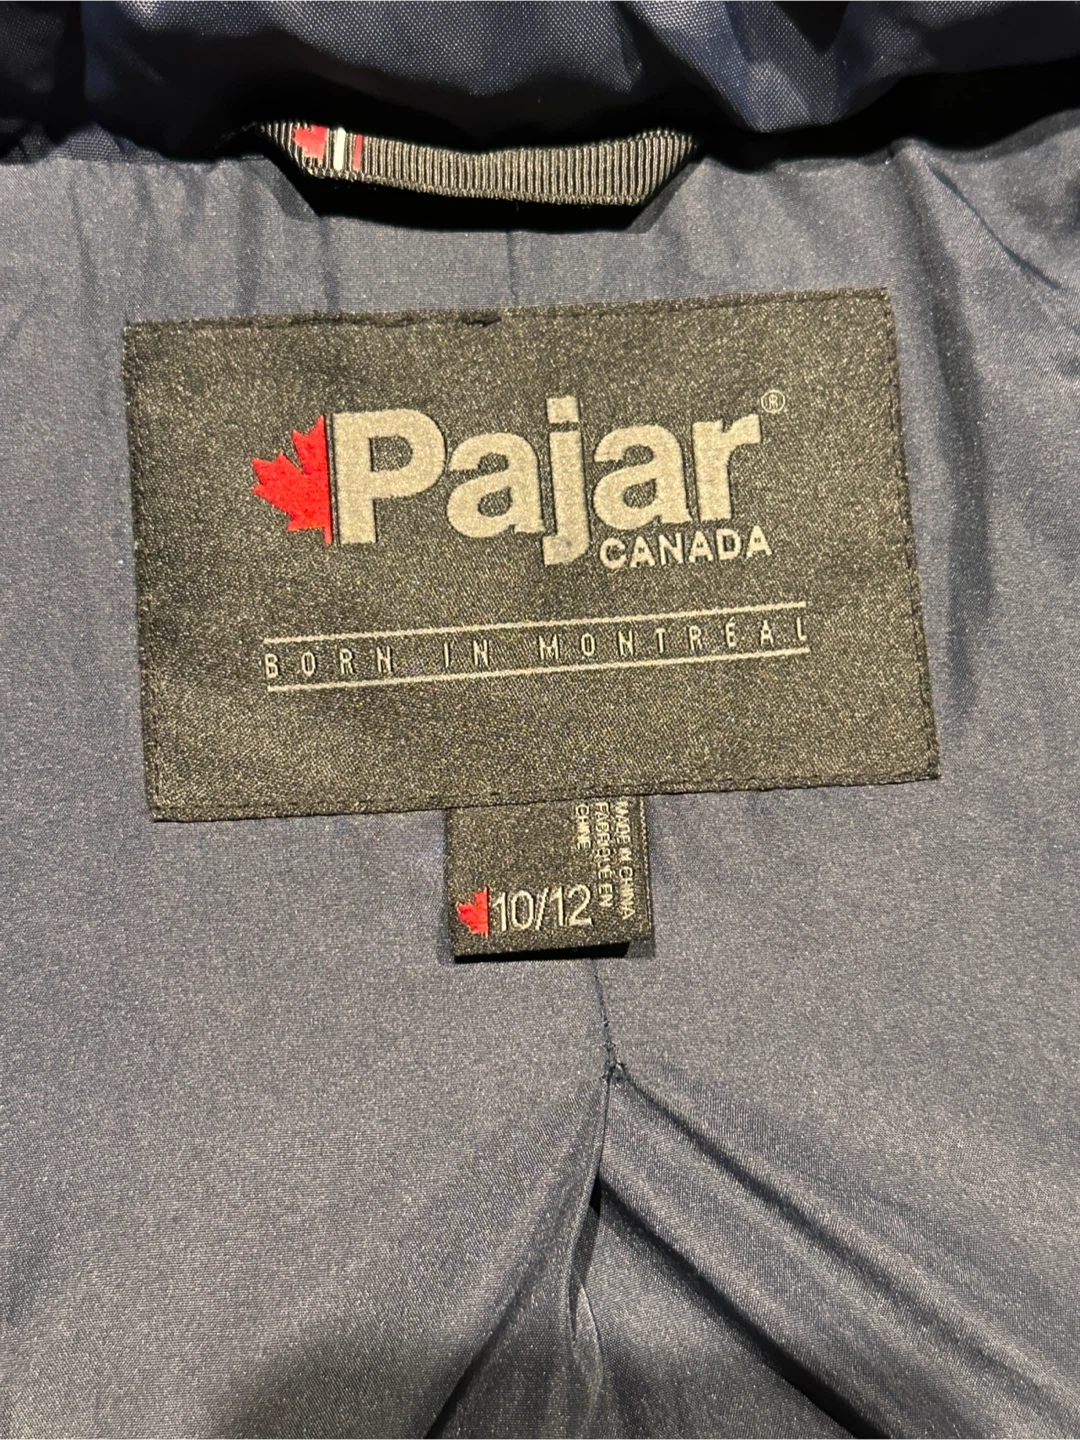 Pajar®
CANADA
BORN IN MONTRÉAL
10/12
MADE IN CHINA
FABRIQUÉ EN
CHINE